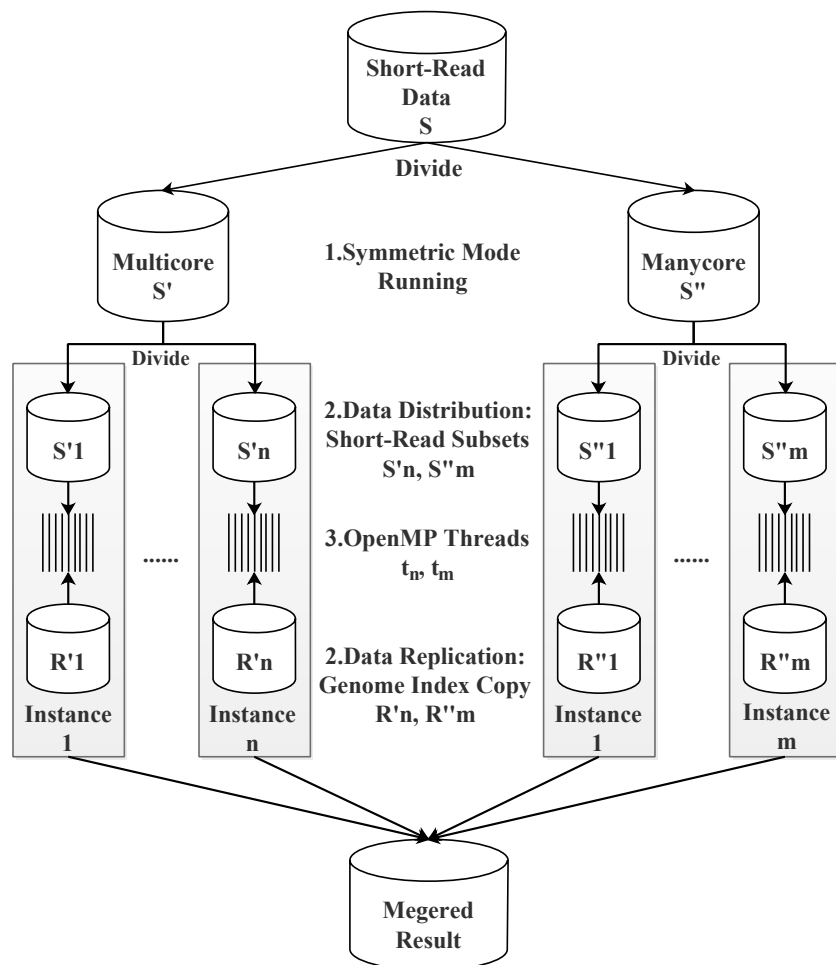 Short-Read
Data
S
Divide
Multicore
S'
1.Symmetric Mode
Running
Manycore
S"
Divide
Divide
S'1
S'n
2.Data Distribution:
Short-Read Subsets
S'n, S"m
S"1
S"m
......
3.OpenMP Threads
tn, tm
......
R'1
R'n
2.Data Replication:
Genome Index Copy
R'n, R"m
R"1
R"m
Instance
1
Instance
n
Instance
1
Instance
m
Megered
Result